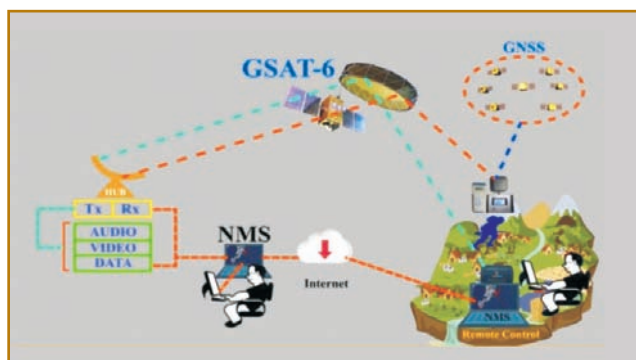 GNSS
GSAT-6
HUB
Tx Rx
AUDIO
VIDEO
DATA
NMS
Internet
NMS
Remote Control